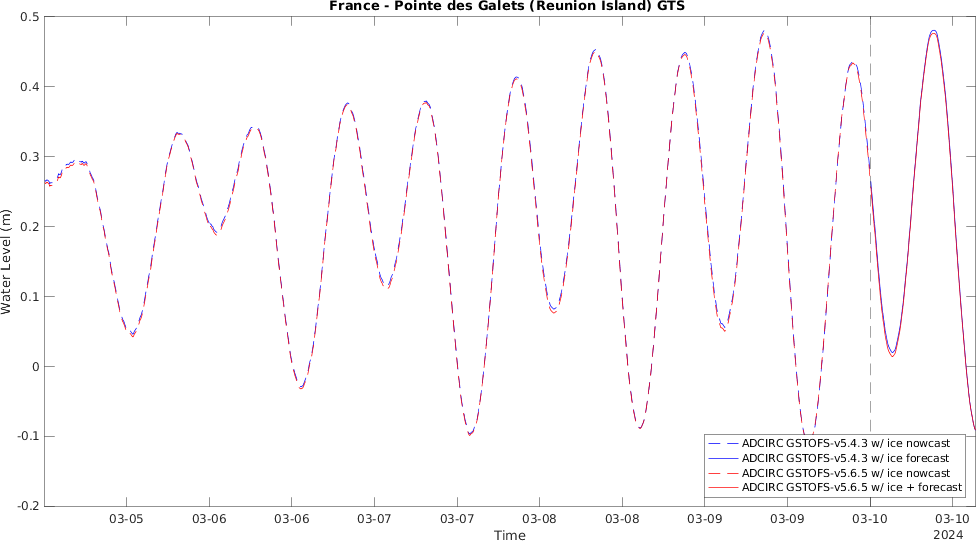 France - Pointe des Galets (Reunion Island) GTS
Water Level (m)
0.5
0.4
0.3
0.2
0.1
0
-0.1
-0.2
ADCIRC GSTOFS-v5.4.3 w/ ice nowcast
ADCIRC GSTOFS-v5.4.3 w/ ice forecast
ADCIRC GSTOFS-v5.6.5 w/ ice nowcast
ADCIRC GSTOFS-v5.6.5 w/ ice + forecast
03-05 03-06 03-06 03-07 03-07 03-08 03-08 03-09 03-09 03-10 03-10
Time 2024